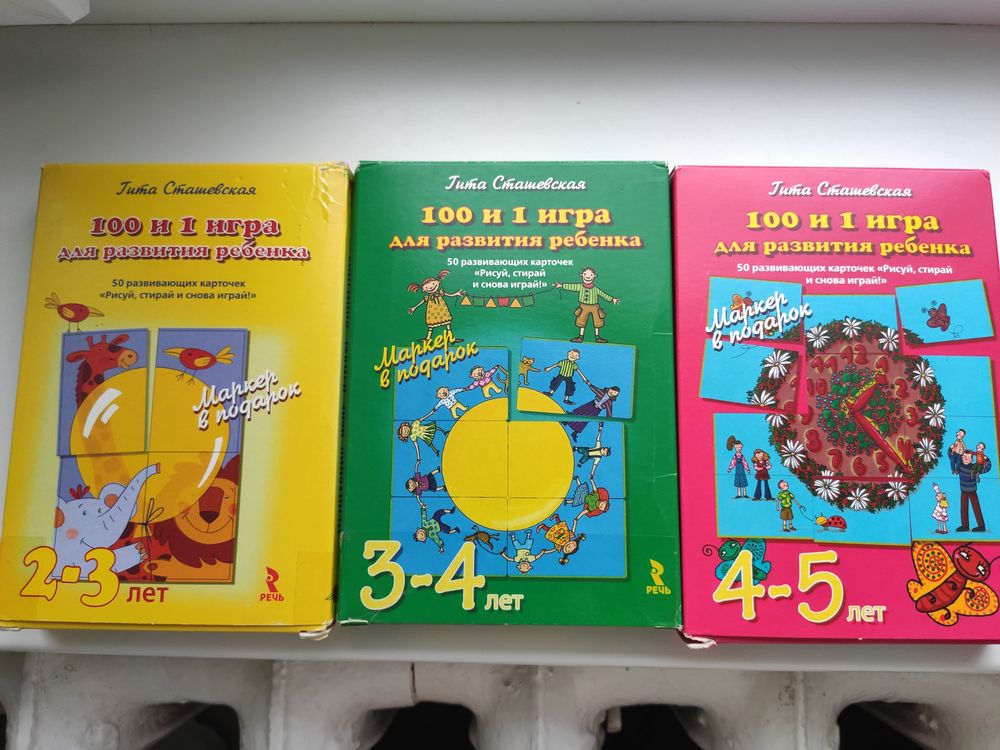 Гита Сташевская
100 и 1 игра
для развития ребенка
50 развивающих карточек
«Рисуй, стирай и снова играй!»
Маркер
в подарок
2-3 лет
РЕЧЬ
Гита Сташевская
100 и 1 игра
для развития ребенка
50 развивающих карточек
«Рисуй, стирай
и снова играй!»
Маркер
в подарок
3-4 лет
РЕЧЬ
Гита Сташевская
100 и 1 игра
для развития ребенка
50 развивающих карточек «Рисуй, стирай
и снова играй!»
Маркер
в подарок
4-5 лет